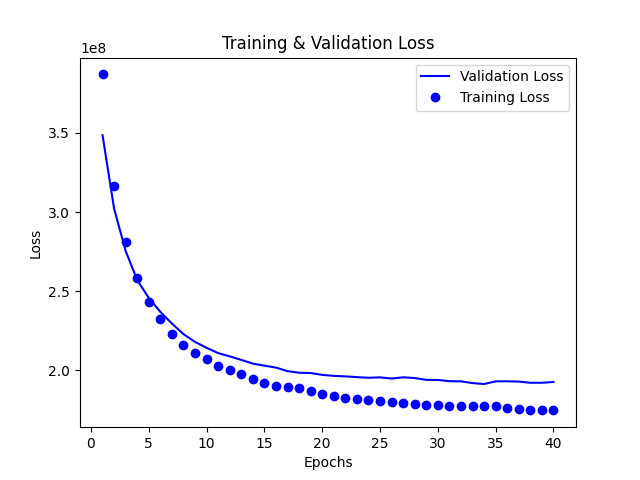 Training & Validation Loss
1e8
Validation Loss
Training Loss
3.5
3.0
2.5
2.0
Loss
0 5 10 15 20 25 30 35 40
Epochs